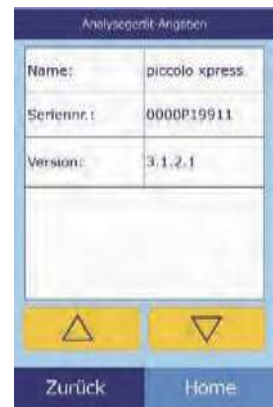 Analysegerät-Angaben
Name: piccolo xpress
Seriennr.: 0000P19911
Version: 3.1.2.1
Zurück Home